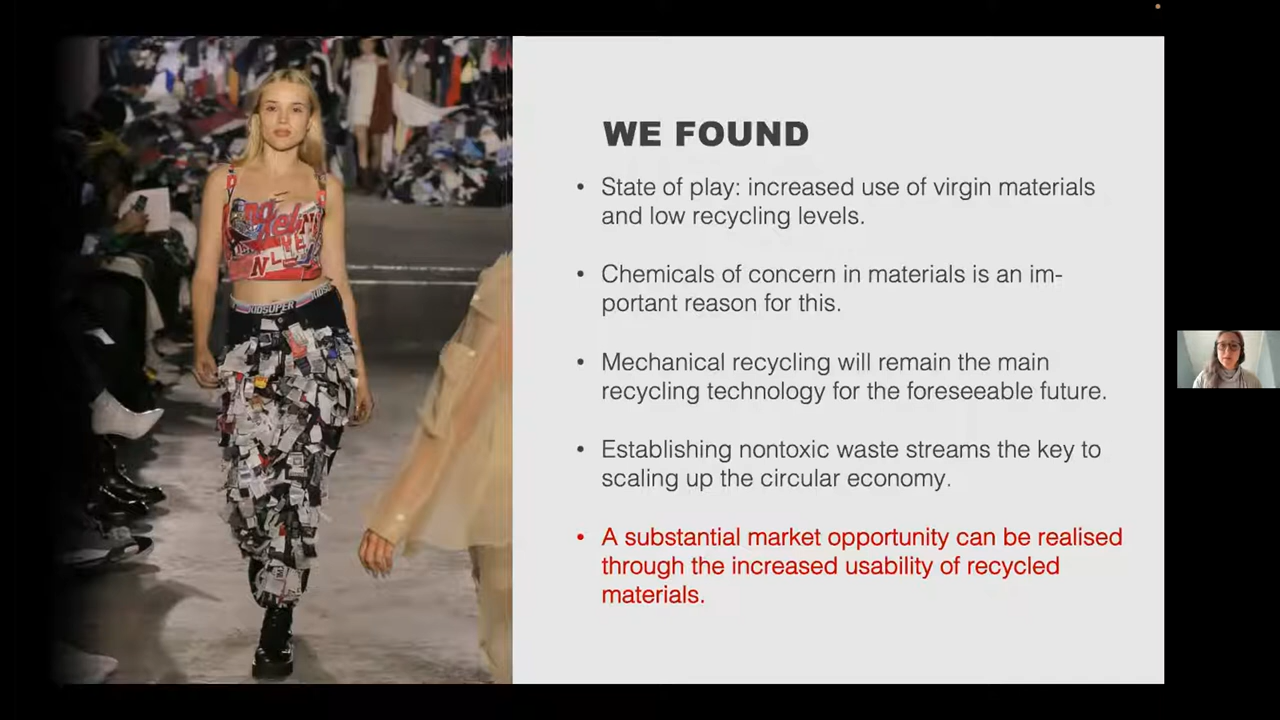 WE FOUND
• State of play: increased use of virgin materials
and low recycling levels.
• Chemicals of concern in materials is an im-
portant reason for this.
• Mechanical recycling will remain the main
recycling technology for the foreseeable future.
• Establishing nontoxic waste streams the key to
scaling up the circular economy.
• A substantial market opportunity can be realised
through the increased usability of recycled
materials.
KIDSUPER